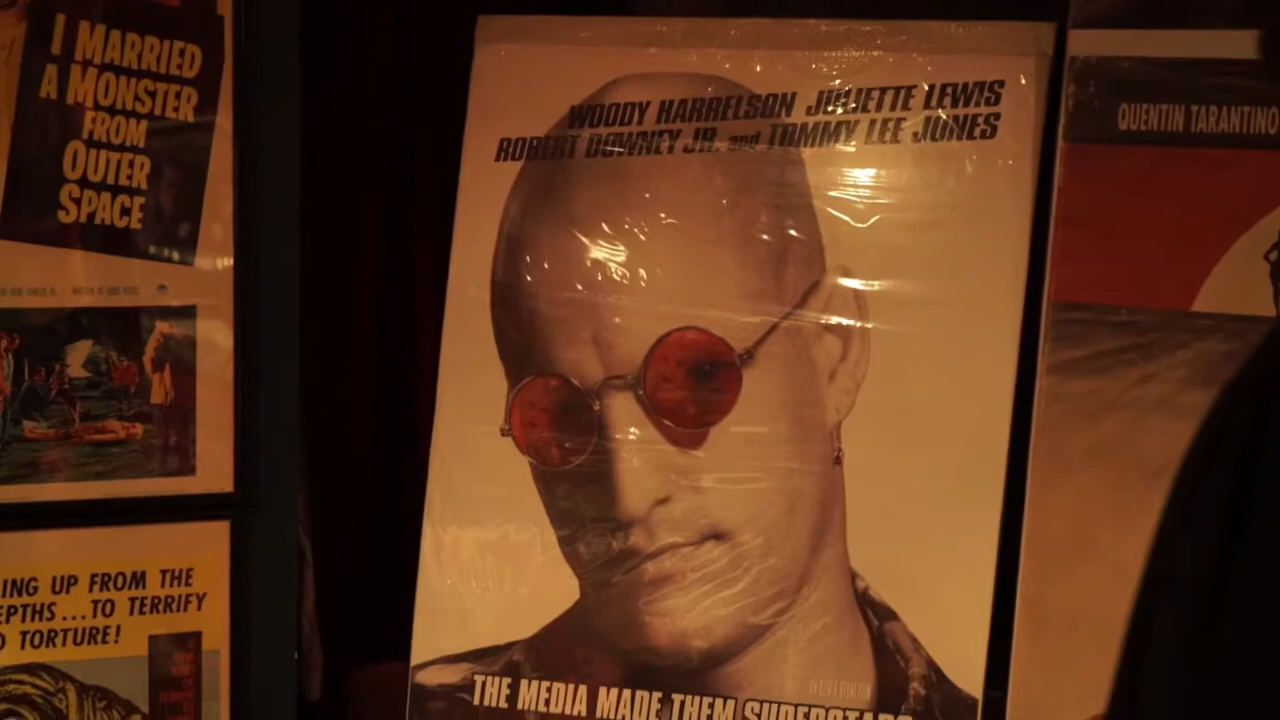 I MARRIED
A MONSTER
FROM
OUTER
SPACE
ING UP FROM THE
EPTHS...TO TERRIFY
D TORTURE!
WOODY HARRELSON JULIETTE LEWIS
ROBERT DOWNEY JR. and TOMMY LEE JONES
THE MEDIA MADE THEM SUPERSTARS
QUENTIN TARANTINO